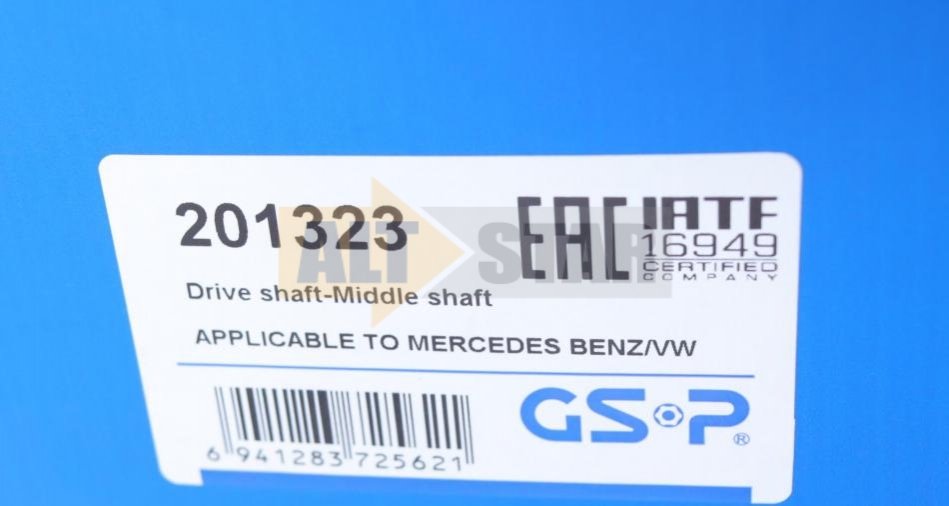 201323
EAC
IATF
16949
CERTIFIED
COMPANY
ALT STAR
Drive shaft-Middle shaft
APPLICABLE TO MERCEDES BENZ/VW
GSP®
6 941283 725621